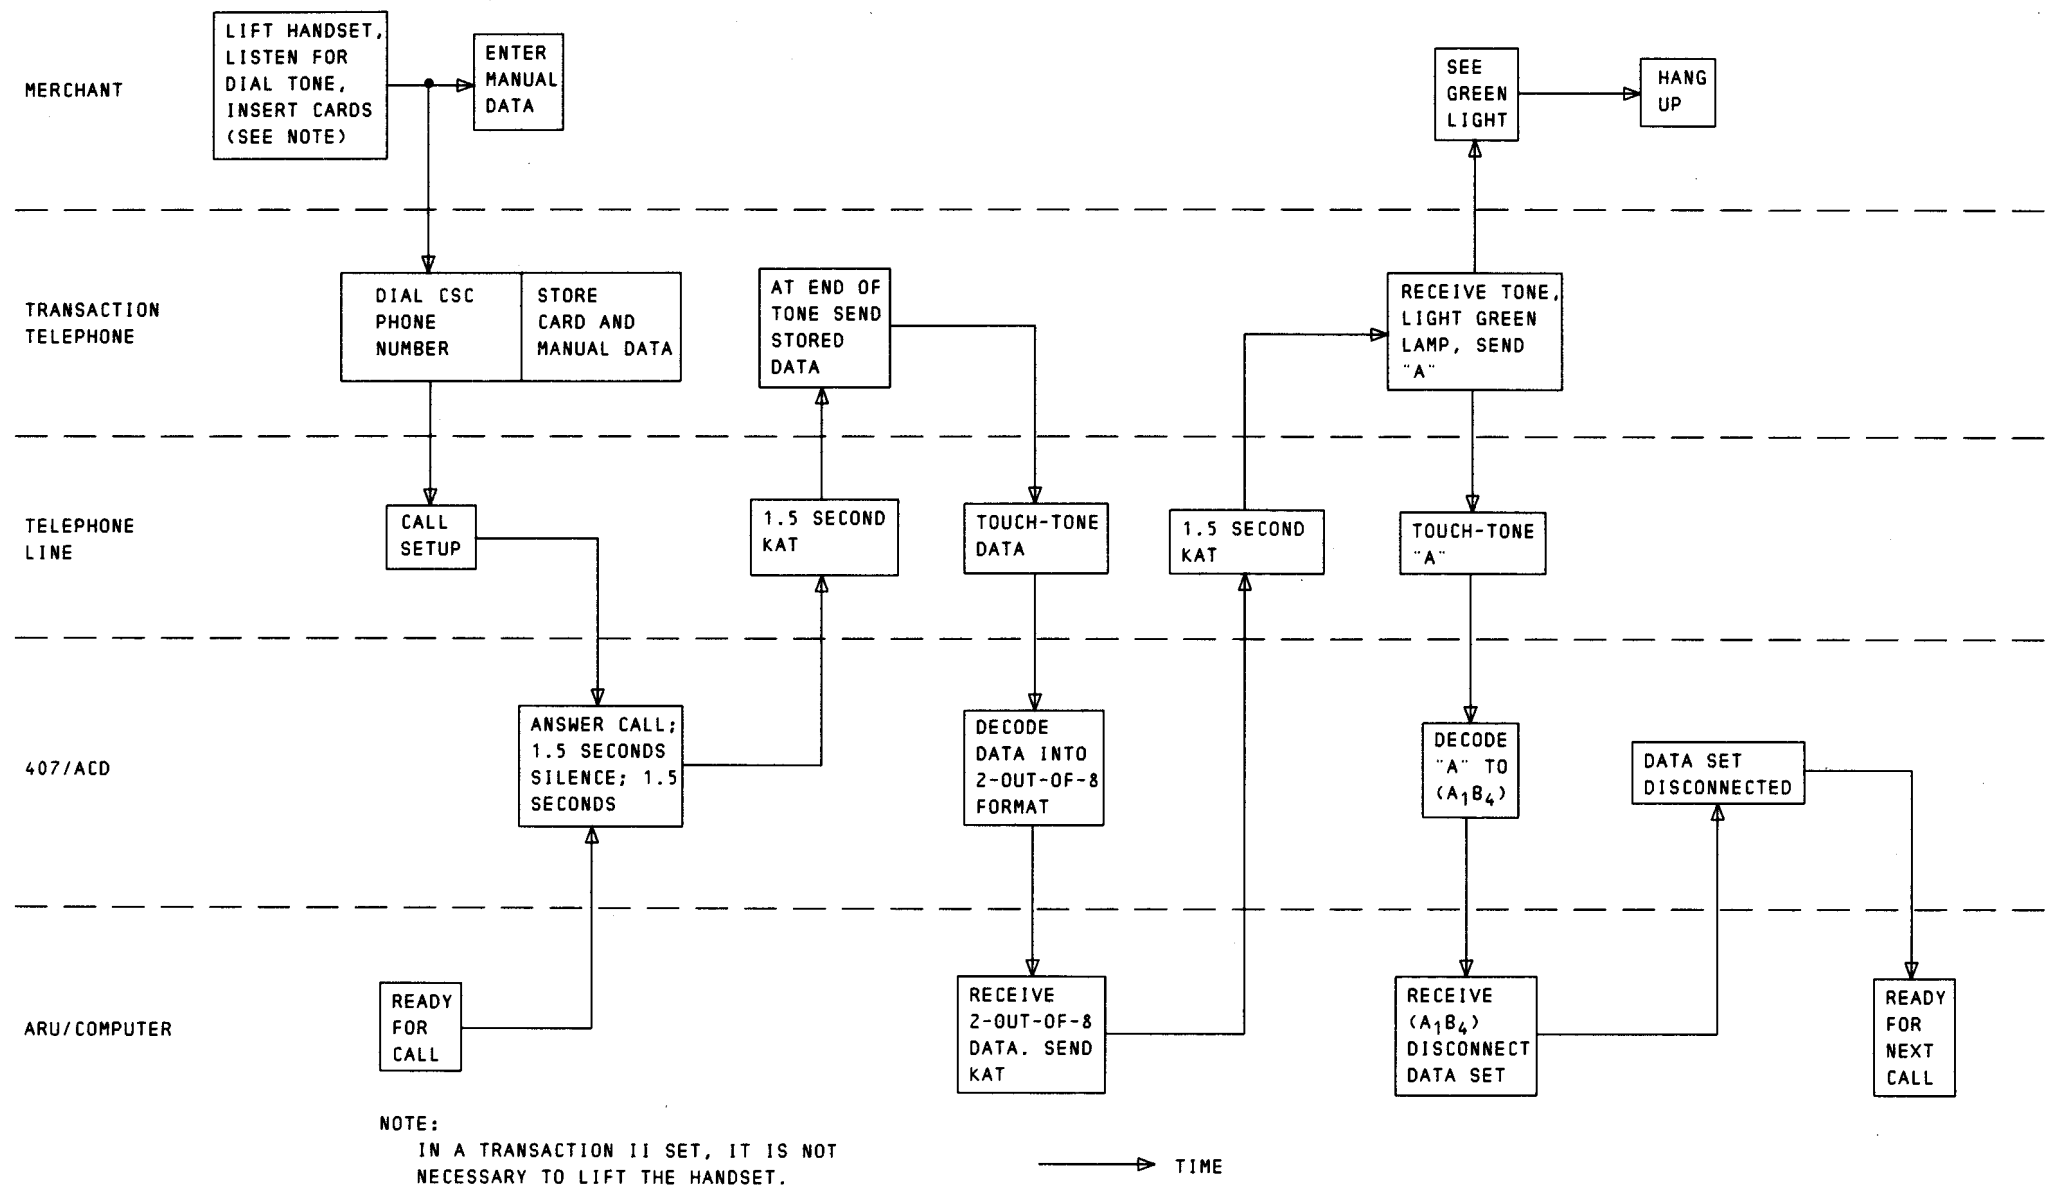 MERCHANT
LIFT HANDSET,
LISTEN FOR
DIAL TONE,
INSERT CARDS
(SEE NOTE)
ENTER
MANUAL
DATA
SEE
GREEN
LIGHT
HANG
UP
TRANSACTION
TELEPHONE
DIAL CSC
PHONE
NUMBER
STORE
CARD AND
MANUAL DATA
AT END OF
TONE SEND
STORED
DATA
RECEIVE TONE,
LIGHT GREEN
LAMP, SEND
"A"
TELEPHONE
LINE
CALL
SETUP
1.5 SECOND
KAT
TOUCH-TONE
DATA
1.5 SECOND
KAT
TOUCH-TONE
"A"
407/ACD
ANSWER CALL;
1.5 SECONDS
SILENCE; 1.5
SECONDS
DECODE
DATA INTO
2-OUT-OF-8
FORMAT
DECODE
"A" TO
(A₁B₄)
DATA SET
DISCONNECTED
ARU/COMPUTER
READY
FOR
CALL
RECEIVE
2-OUT-OF-8
DATA. SEND
KAT
RECEIVE
(A₁B₄)
DISCONNECT
DATA SET
READY
FOR
NEXT
CALL
NOTE:
IN A TRANSACTION II SET, IT IS NOT
NECESSARY TO LIFT THE HANDSET.
TIME